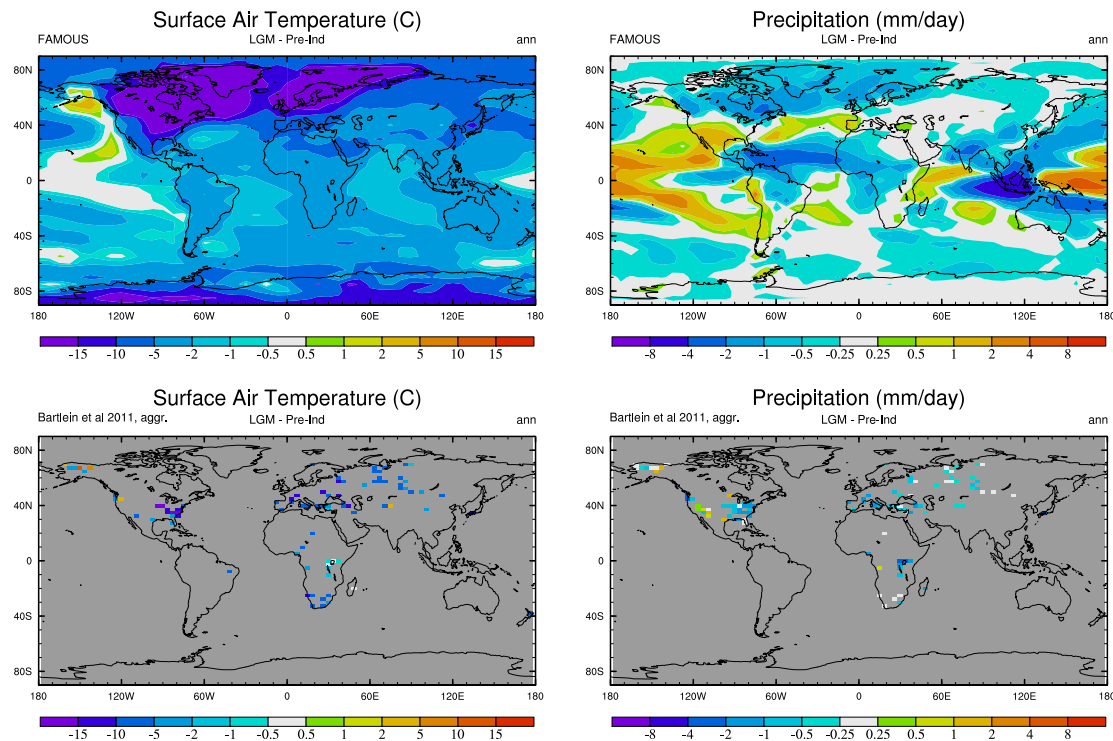 Surface Air Temperature (C)
FAMOUS LGM - Pre-Ind ann
80N
40N
0
40S
80S
180 120W 60W 0 60E 120E 180
-15 -10 -5 -2 -1 -0.5 0.5 1 2 5 10 15
Precipitation (mm/day)
FAMOUS LGM - Pre-Ind ann
80N
40N
0
40S
80S
180 120W 60W 0 60E 120E 180
-8 -4 -2 -1 -0.5 -0.25 0.25 0.5 1 2 4 8
Surface Air Temperature (C)
Bartlein et al 2011, aggr. LGM - Pre-Ind ann
80N
40N
0
40S
80S
180 120W 60W 0 60E 120E 180
-15 -10 -5 -2 -1 -0.5 0.5 1 2 5 10 15
Precipitation (mm/day)
Bartlein et al 2011, aggr. LGM - Pre-Ind ann
80N
40N
0
40S
80S
180 120W 60W 0 60E 120E 180
-8 -4 -2 -1 -0.5 -0.25 0.25 0.5 1 2 4 8